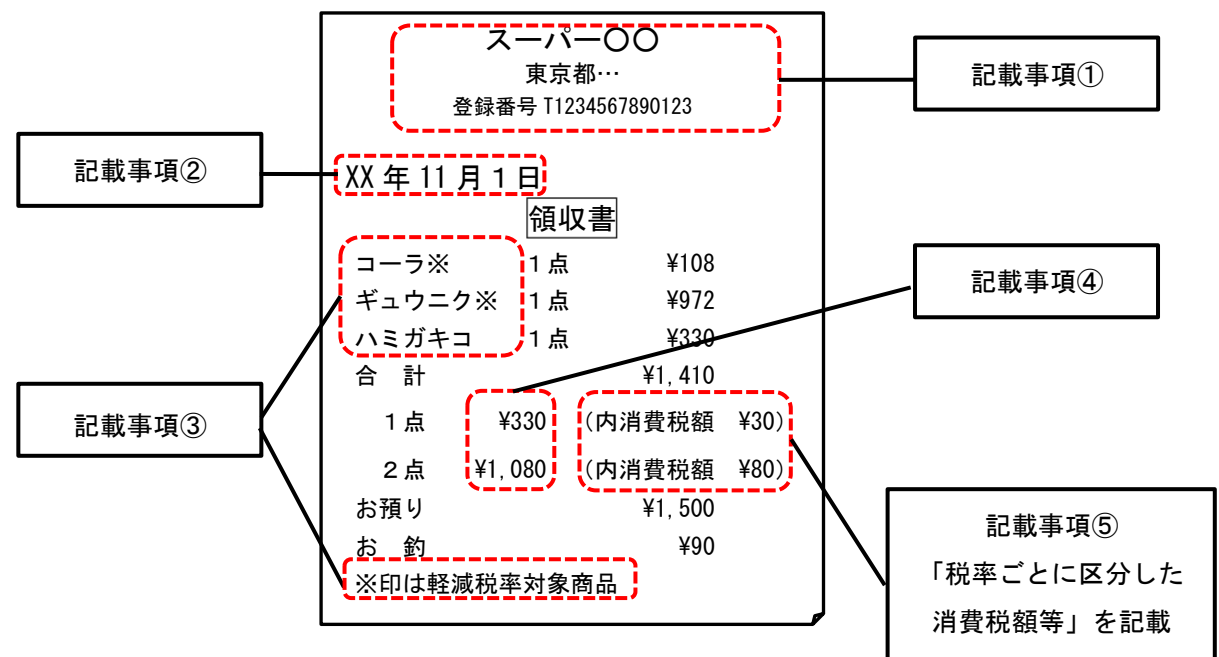 スーパー〇〇
東京都…
登録番号 T1234567890123
記載事項①
記載事項②
XX 年 11 月 1 日
領収書
コーラ※ 1点 ¥108
ギュウニク※ 1点 ¥972
ハミガキコ 1点 ¥330
合 計 ¥1,410
1点 ¥330 (内消費税額 ¥30)
2点 ¥1,080 (内消費税額 ¥80)
お預り ¥1,500
お 釣 ¥90
※印は軽減税率対象商品
記載事項③
記載事項④
記載事項⑤
「税率ごとに区分した
消費税額等」を記載